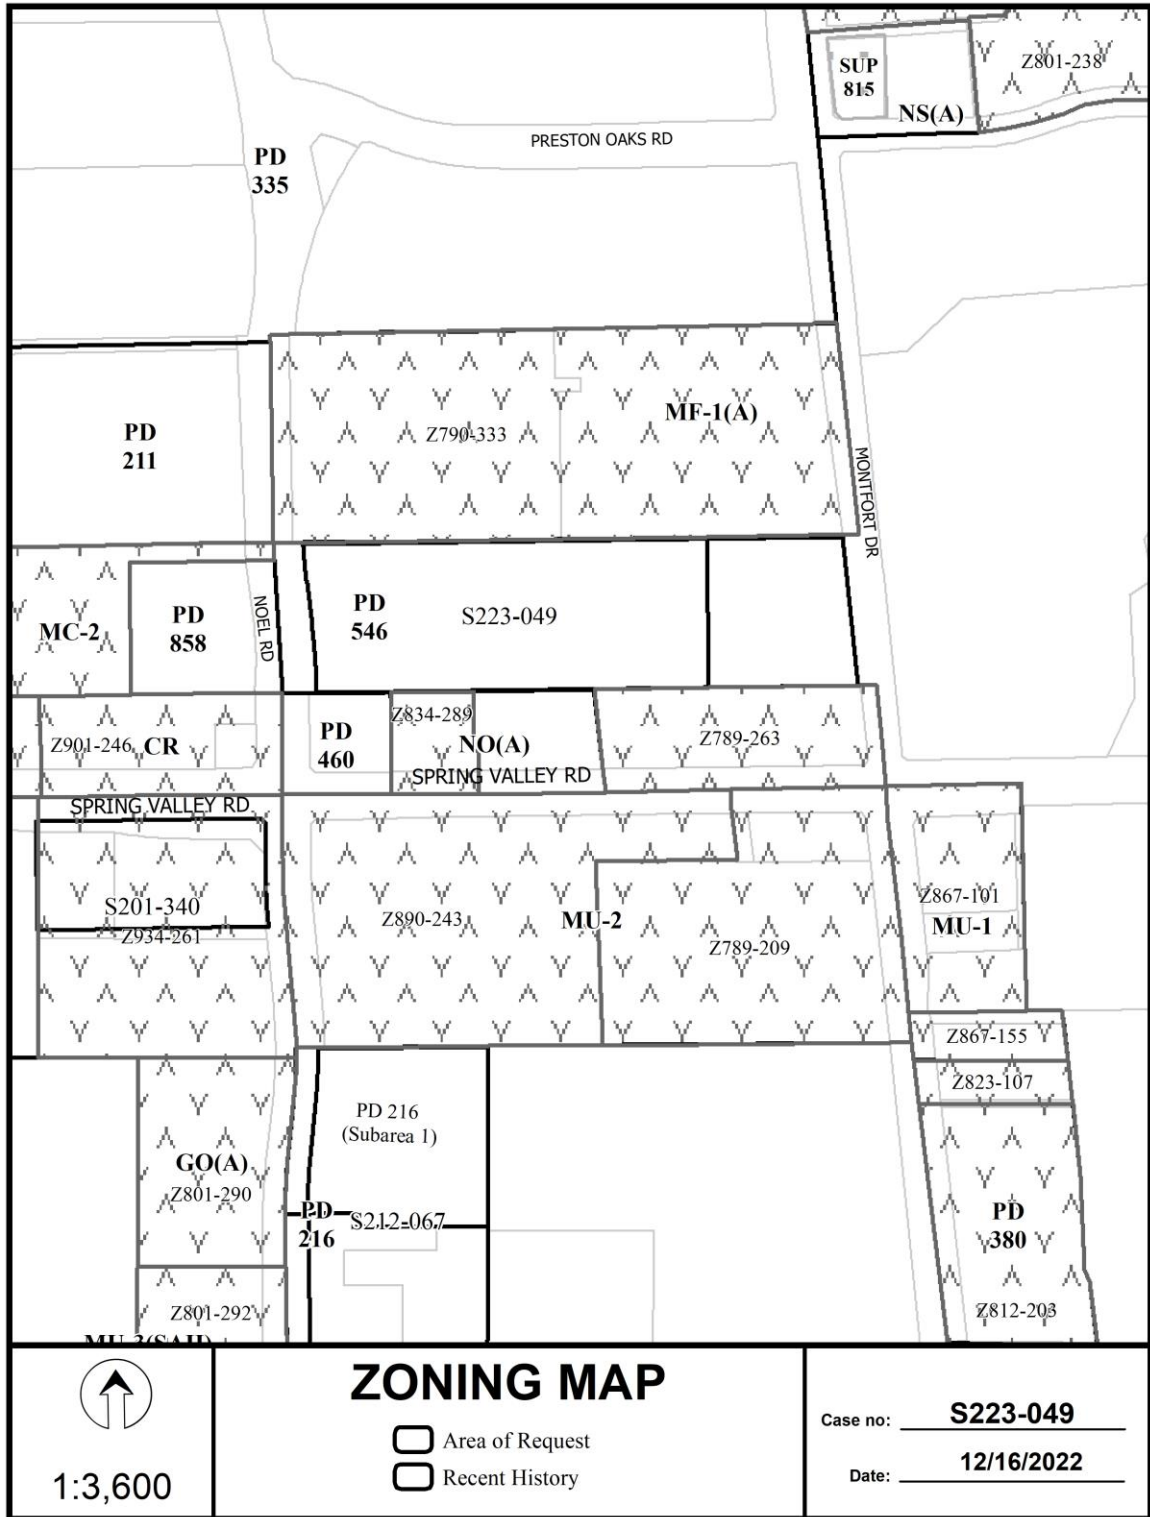 SUP
815
Z801-238
NS(A)
PRESTON OAKS RD
PD
335
MF-1(A)
Z790-333
PD
211
MONTFORT DR
PD
546
S223-049
PD
858
MC-2
NOEL RD
Z834-289
PD
460
NO(A)
Z789-263
Z901-246
CR
SPRING VALLEY RD
SPRING VALLEY RD
S201-340
Z934-261
Z890-243
MU-2
Z789-209
Z867-101
MU-1
Z867-155
Z823-107
PD 216
(Subarea 1)
GO(A)
Z801-290
PD
216
S212-067
PD
380
Z801-292
Z812-203
MU-3(SAH)
1:3,600
ZONING MAP
Area of Request
Recent History
Case no: S223-049
Date: 12/16/2022